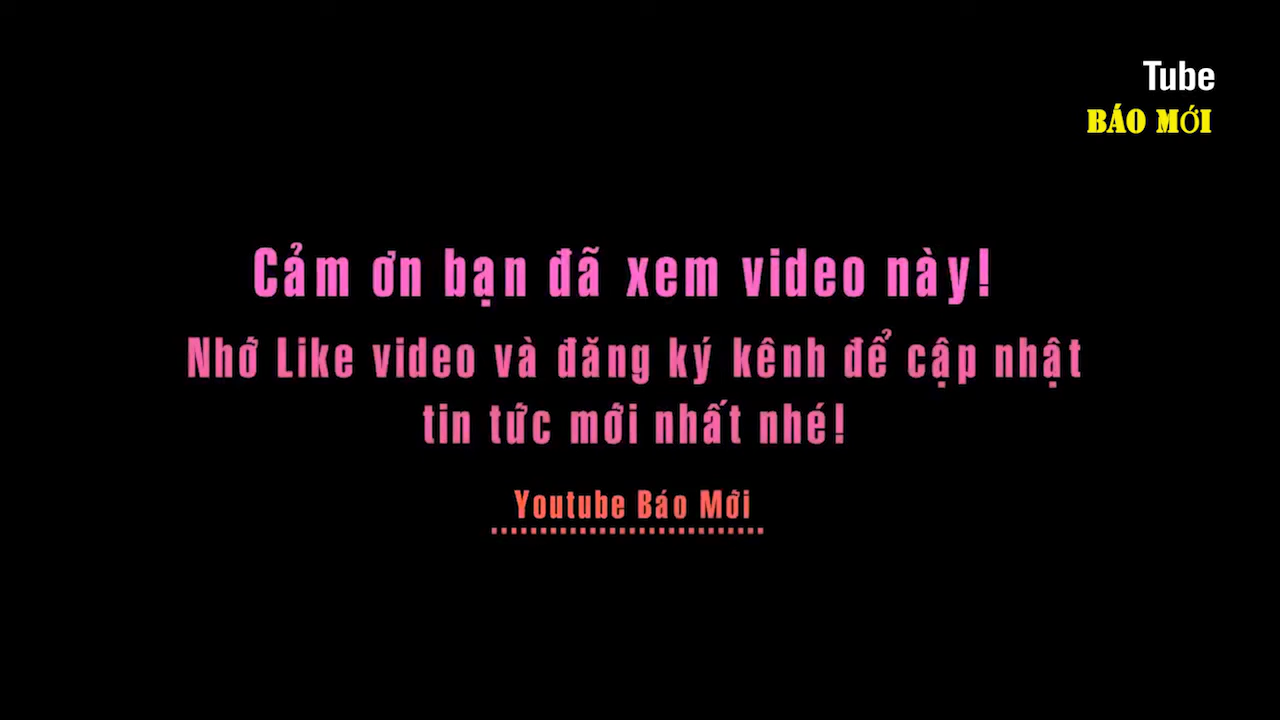 Tube
BÁO MỚI
Cảm ơn bạn đã xem video này!
Nhớ Like video và đăng ký kênh để cập nhật
tin tức mới nhất nhé!
Youtube Báo Mới